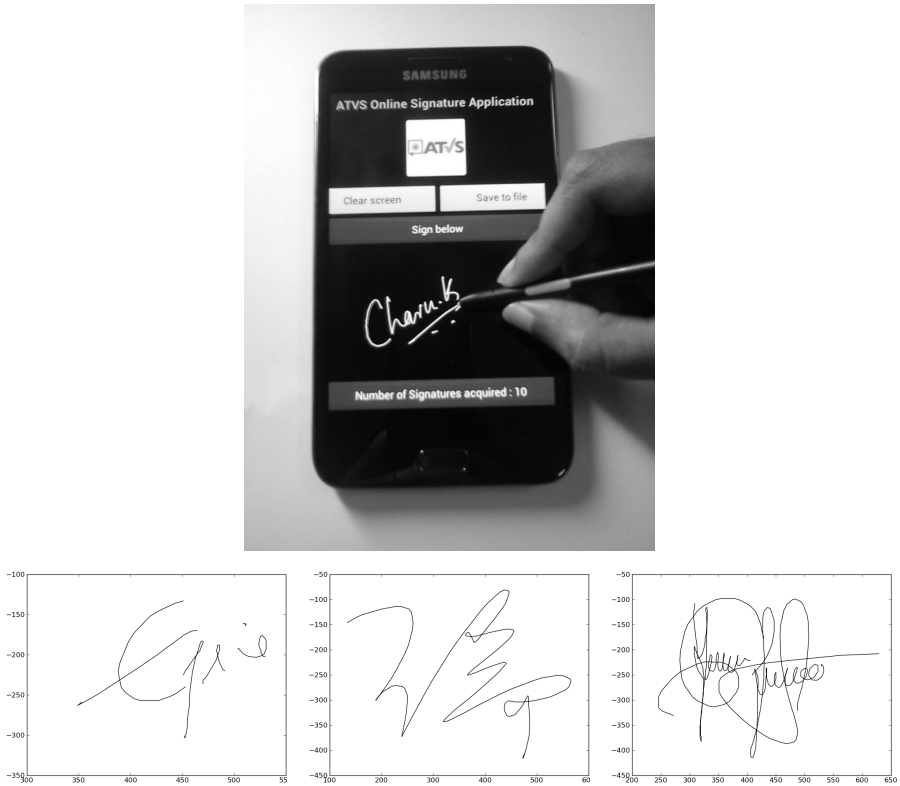 SAMSUNG
ATVS Online Signature Application
ATVS
Clear screen Save to file
Sign below
Charu.K
Number of Signatures acquired : 10
-100 -50 -50
-150 -100 -100
-200 -150 -150
-250 -200 -200
-300 -250 -250
-350 -300 -300
-350 -350
-400 -400
-450 -450
300 350 400 450 500 55 100 200 300 400 500 60 200 250 300 350 400 450 500 550 600 650